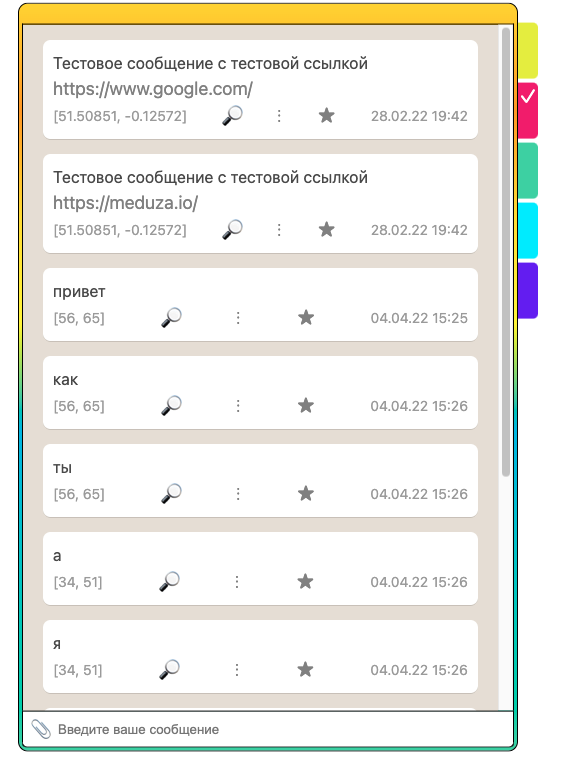 Тестовое сообщение с тестовой ссылкой
https://www.google.com/
[51.50851, -0.12572] 28.02.22 19:42
Тестовое сообщение с тестовой ссылкой
https://meduza.io/
[51.50851, -0.12572] 28.02.22 19:42
привет
[56, 65] 04.04.22 15:25
как
[56, 65] 04.04.22 15:26
ты
[56, 65] 04.04.22 15:26
а
[34, 51] 04.04.22 15:26
я
[34, 51] 04.04.22 15:26
Введите ваше сообщение